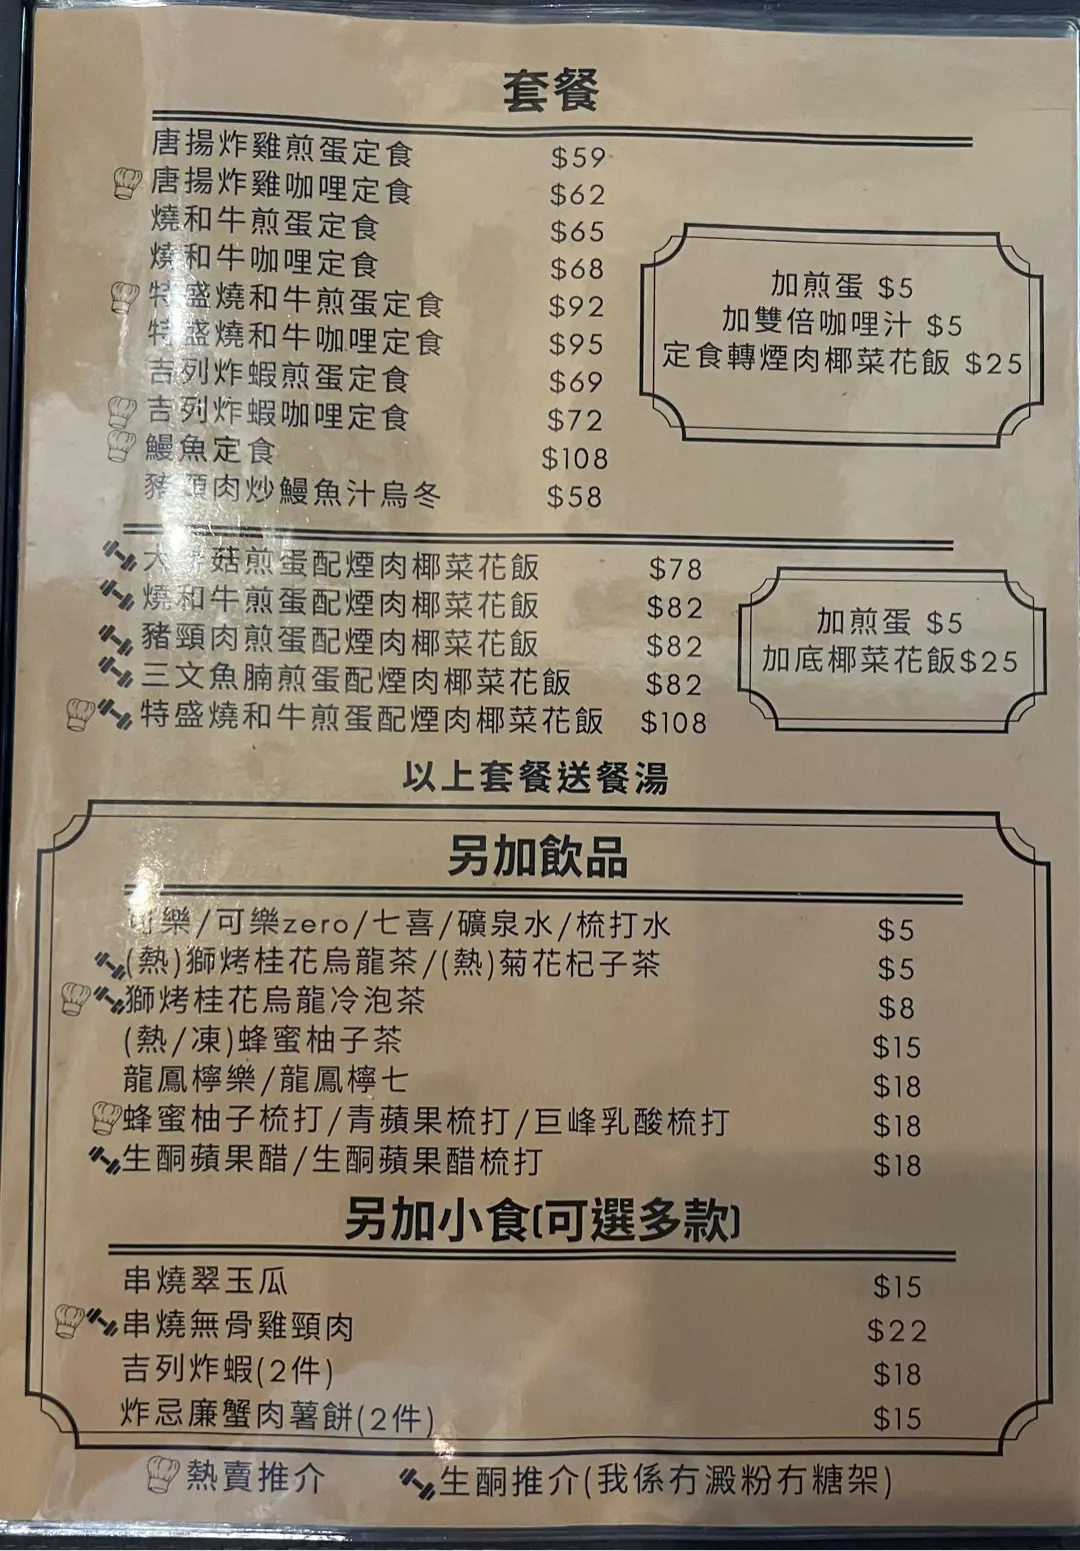 套餐
唐揚炸雞煎蛋定食 $59
唐揚炸雞咖哩定食 $62
燒和牛煎蛋定食 $65
燒和牛咖哩定食 $68
特盛燒和牛煎蛋定食 $92
特盛燒和牛咖哩定食 $95
吉列炸蝦煎蛋定食 $69
吉列炸蝦咖哩定食 $72
鰻魚定食 $108
豬頸肉炒鰻魚汁烏冬 $58
加煎蛋 $5
加雙倍咖哩汁 $5
定食轉煙肉椰菜花飯 $25
大 菇煎蛋配煙肉椰菜花飯 $78
燒和牛煎蛋配煙肉椰菜花飯 $82
豬頸肉煎蛋配煙肉椰菜花飯 $82
三文魚腩煎蛋配煙肉椰菜花飯 $82
特盛燒和牛煎蛋配煙肉椰菜花飯 $108
加煎蛋 $5
加底椰菜花飯$25
以上套餐送餐湯
另加飲品
可樂/可樂zero/七喜/礦泉水/梳打水 $5
(熱)獅烤桂花烏龍茶/(熱)菊花杞子茶 $5
獅烤桂花烏龍冷泡茶 $8
(熱/凍)蜂蜜柚子茶 $15
龍鳳檸樂/龍鳳檸七 $18
蜂蜜柚子梳打/青蘋果梳打/巨峰乳酸梳打 $18
生酮蘋果醋/生酮蘋果醋梳打 $18
另加小食(可選多款)
串燒翠玉瓜 $15
串燒無骨雞頸肉 $22
吉列炸蝦(2件) $18
炸忌廉蟹肉薯餅(2件) $15
熱賣推介
生酮推介(我係冇澱粉冇糖架)